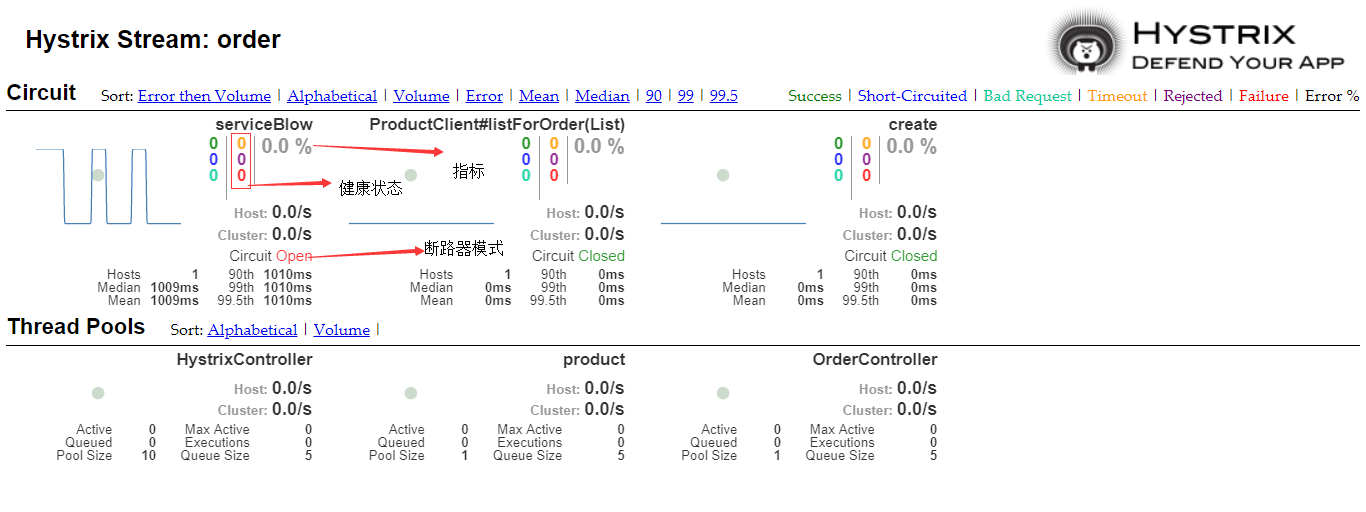 Hystrix Stream: order
HYSTRIX
DEFEND YOUR APP
Circuit Sort: Error then Volume | Alphabetical | Volume | Error | Mean | Median | 90 | 99 | 99.5 Success | Short-Circuited | Bad Request | Timeout | Rejected | Failure | Error %
serviceBlow
0 0 0.0 %
0 0
0 0
Host: 0.0/s
Cluster: 0.0/s
Circuit Open
Hosts 1 90th 1010ms
Median 1009ms 99th 1010ms
Mean 1009ms 99.5th 1010ms
指标
健康状态
断路器模式
ProductClient#listForOrder(List)
0 0 0.0 %
0 0
0 0
Host: 0.0/s
Cluster: 0.0/s
Circuit Closed
Hosts 1 90th 0ms
Median 0ms 99th 0ms
Mean 0ms 99.5th 0ms
create
0 0 0.0 %
0 0
0 0
Host: 0.0/s
Cluster: 0.0/s
Circuit Closed
Hosts 1 90th 0ms
Median 0ms 99th 0ms
Mean 0ms 99.5th 0ms
Thread Pools Sort: Alphabetical | Volume |
HystrixController
Host: 0.0/s
Cluster: 0.0/s
Active 0 Max Active 0
Queued 0 Executions 0
Pool Size 10 Queue Size 5
product
Host: 0.0/s
Cluster: 0.0/s
Active 0 Max Active 0
Queued 0 Executions 0
Pool Size 1 Queue Size 5
OrderController
Host: 0.0/s
Cluster: 0.0/s
Active 0 Max Active 0
Queued 0 Executions 0
Pool Size 1 Queue Size 5